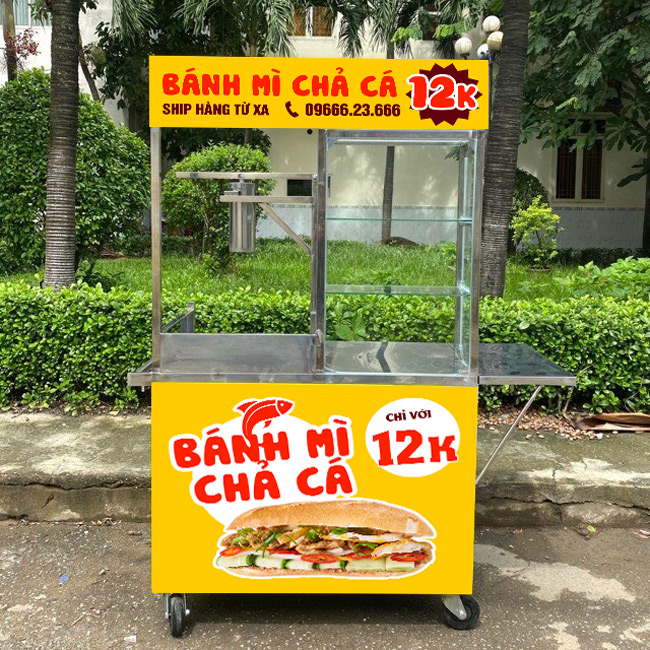 BÁNH MÌ CHẢ CÁ 12K
SHIP HÀNG TỪ XA 09666.23.666
BÁNH MÌ
CHẢ CÁ
CHỈ VỚI
12K